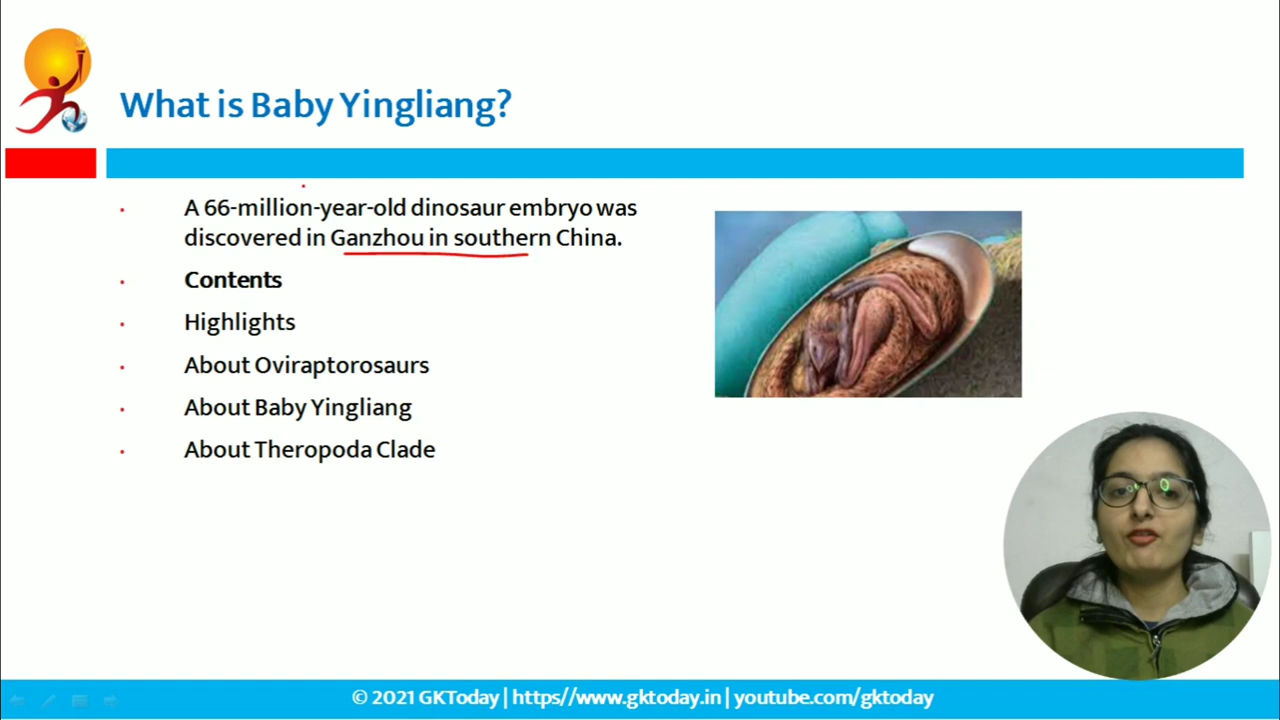 What is Baby Yingliang?
A 66-million-year-old dinosaur embryo was
discovered in Ganzhou in southern China.
Contents
Highlights
About Oviraptorosaurs
About Baby Yingliang
About Theropoda Clade
© 2021 GKToday | https//www.gktoday.in | youtube.com/gktoday